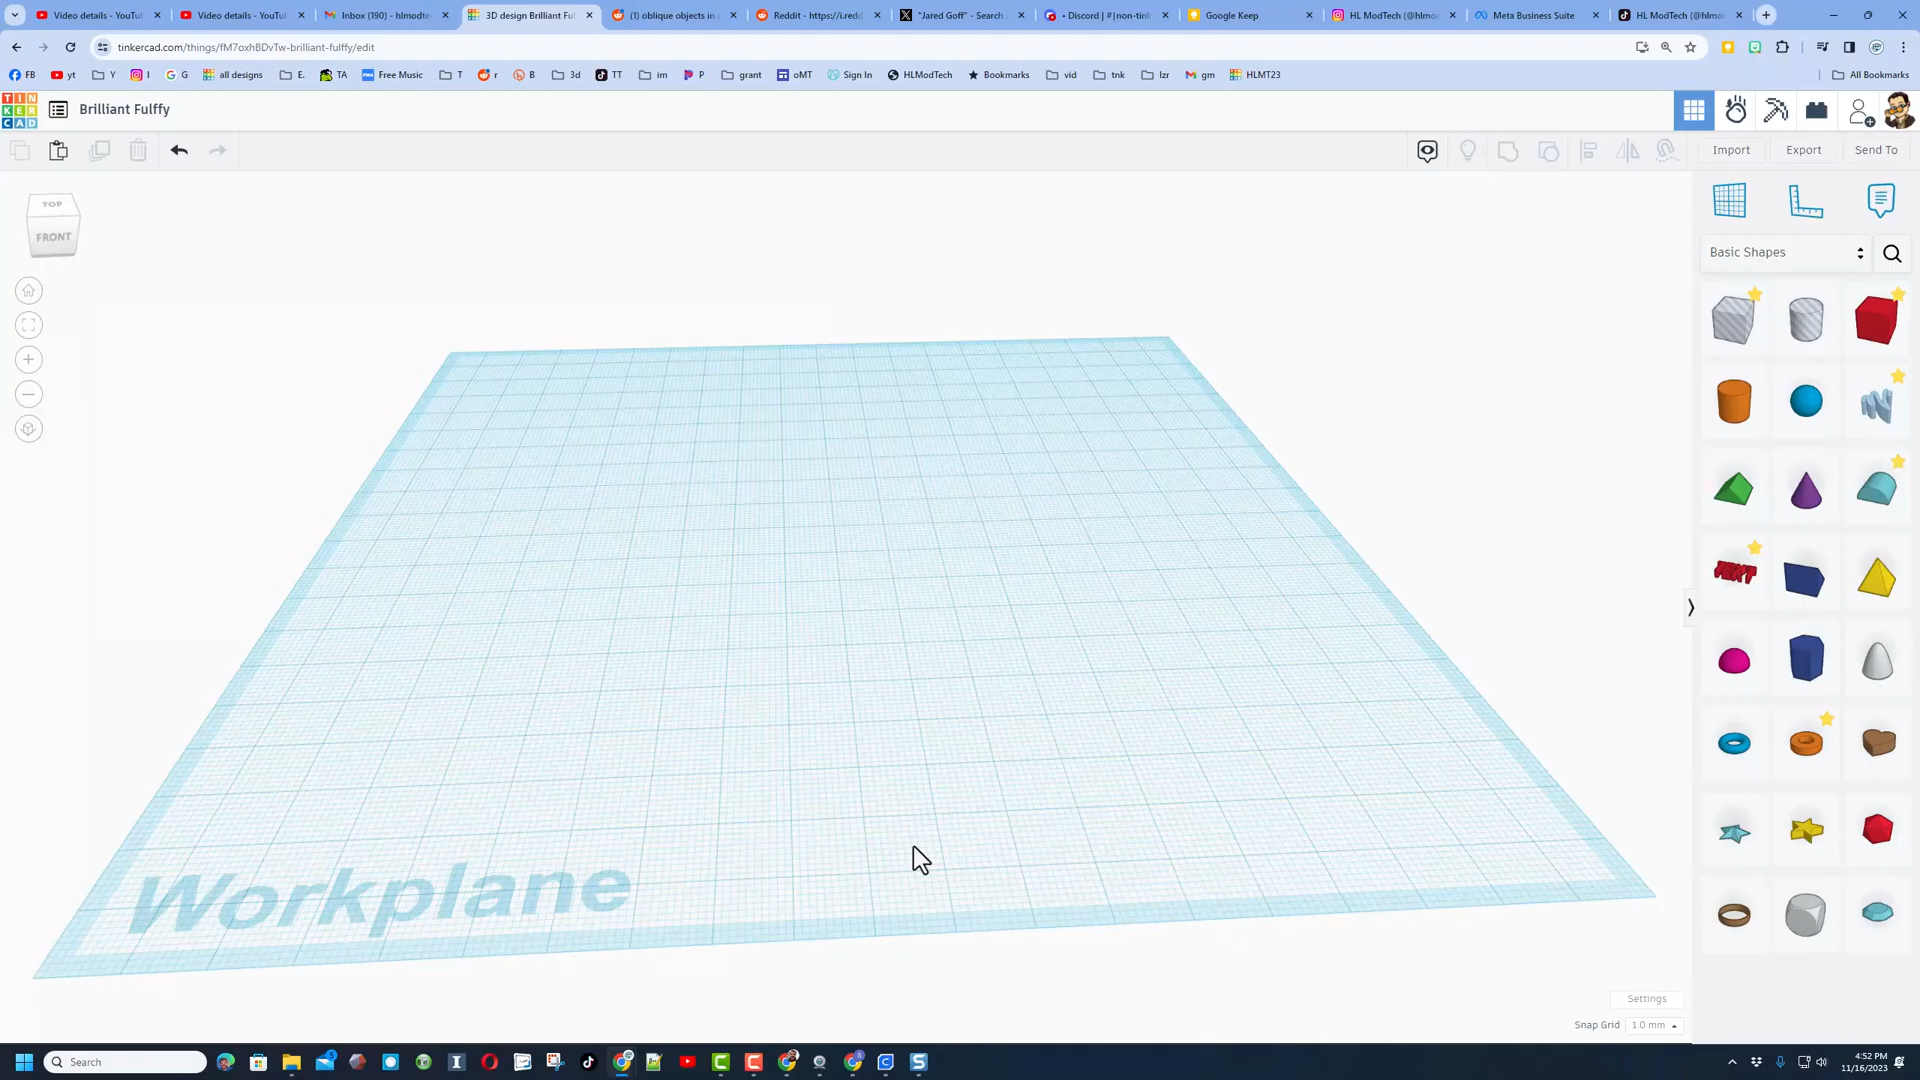 Video details - YouTu
Video details - YouTu
Inbox (190) - hlmodte
3D design Brilliant Ful
(1) oblique objects in
Reddit - https://i.redd
"Jared Goff" - Search
• Discord | #|non-tink
Google Keep
HL ModTech (@hlmod
Meta Business Suite
HL ModTech (@hlmo
tinkercad.com/things/fM7oxhBDvTw-brilliant-fulffy/edit
FB
yt
Y
I
G
all designs
E.
TA
Free Music
T
r
B
3d
TT
im
P
grant
oMT
Sign In
HLModTech
Bookmarks
vid
tnk
lzr
gm
HLMT23
All Bookmarks
TIN
KER
CAD
Brilliant Fulffy
Import
Export
Send To
TOP
FRONT
Basic Shapes
Workplane
Settings
Snap Grid
1.0 mm
Search
4:52 PM
11/16/2023